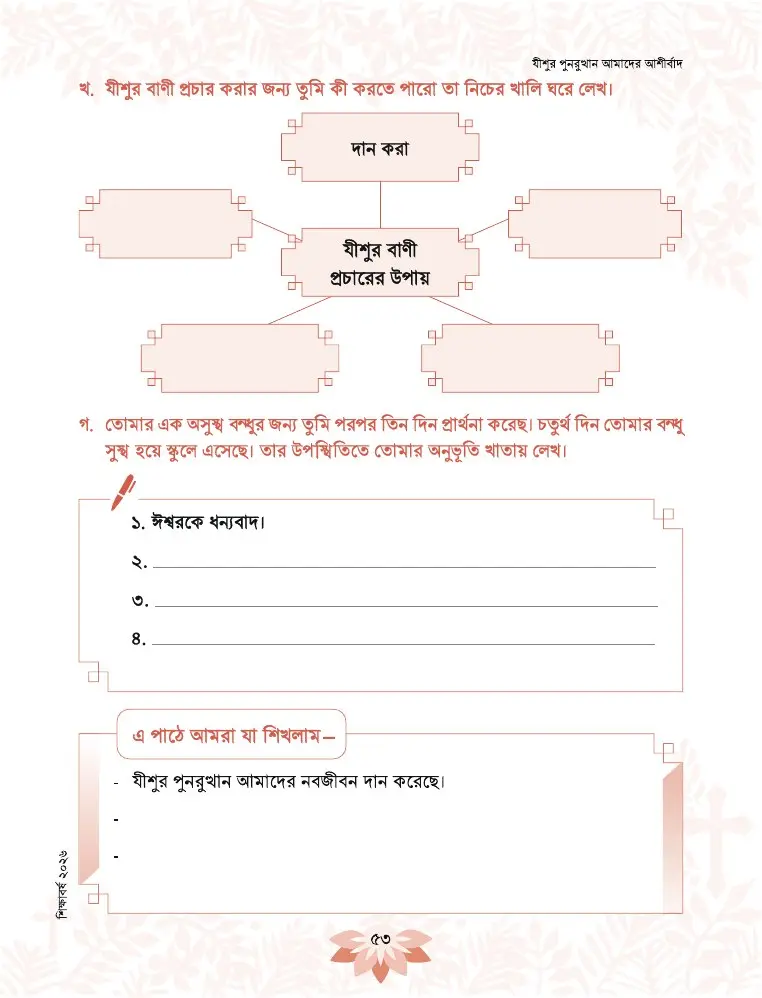 যীশুর পুনরুত্থান আমাদের আশীর্বাদ
খ. যীশুর বাণী প্রচার করার জন্য তুমি কী করতে পারো তা নিচের খালি ঘরে লেখ।
দান করা
যীশুর বাণী
প্রচারের উপায়
গ. তোমার এক অসুস্থ বন্ধুর জন্য তুমি পরপর তিন দিন প্রার্থনা করেছ। চতুর্থ দিন তোমার বন্ধু
সুস্থ হয়ে স্কুলে এসেছে। তার উপস্থিতিতে তোমার অনুভূতি খাতায় লেখ।
১. ঈশ্বরকে ধন্যবাদ।
২.
৩.
৪.
এ পাঠে আমরা যা শিখলাম–
- যীশুর পুনরুত্থান আমাদের নবজীবন দান করেছে।
-
-
শিক্ষাবর্ষ ২০২৬
৫৩